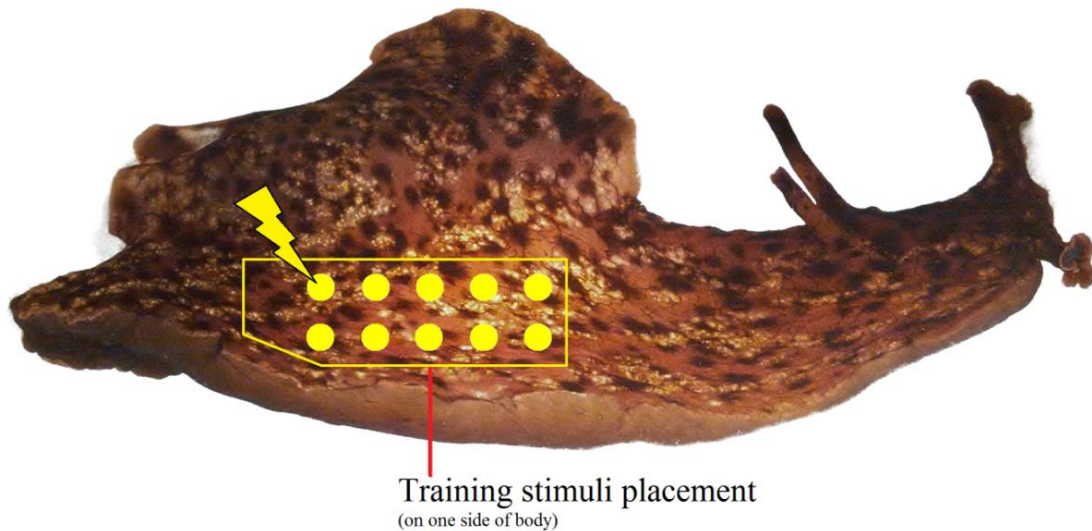 Training stimuli placement
(on one side of body)